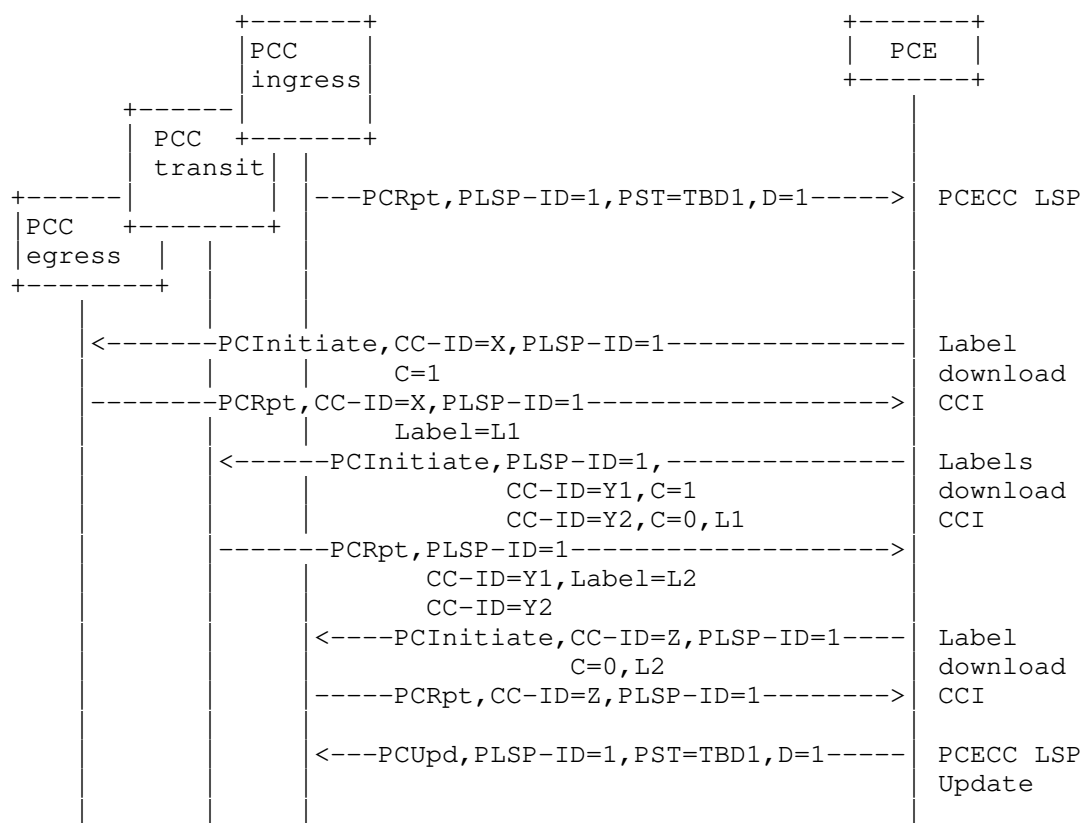 PCC PCE
ingress
PCC
transit
---PCRpt,PLSP-ID=1,PST=TBD1,D=1-----> PCECC LSP
PCC
egress
<-------PCInitiate,CC-ID=X,PLSP-ID=1--------------- Label
C=1 download
--------PCRpt,CC-ID=X,PLSP-ID=1-------------------> CCI
Label=L1
<------PCInitiate,PLSP-ID=1,--------------- Labels
CC-ID=Y1,C=1 download
CC-ID=Y2,C=0,L1 CCI
-------PCRpt,PLSP-ID=1-------------------->
CC-ID=Y1,Label=L2
CC-ID=Y2
<----PCInitiate,CC-ID=Z,PLSP-ID=1---- Label
C=0,L2 download
-----PCRpt,CC-ID=Z,PLSP-ID=1--------> CCI
<---PCUpd,PLSP-ID=1,PST=TBD1,D=1----- PCECC LSP
Update